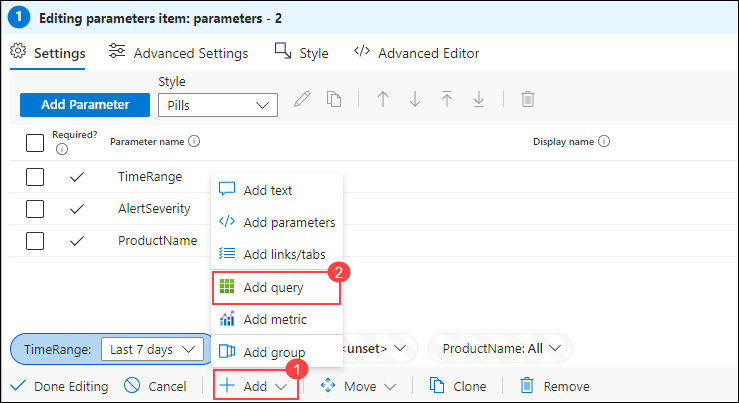 1 Editing parameters item: parameters - 2
Settings Advanced Settings Style Advanced Editor
Style
Add Parameter Pills
Required? Parameter name Display name
TimeRange
AlertSeverity
ProductName
Add text
Add parameters
Add links/tabs
2
Add query
Add metric
Add group
TimeRange: Last 7 days <unset> ProductName: All
1
Done Editing Cancel Add Move Clone Remove